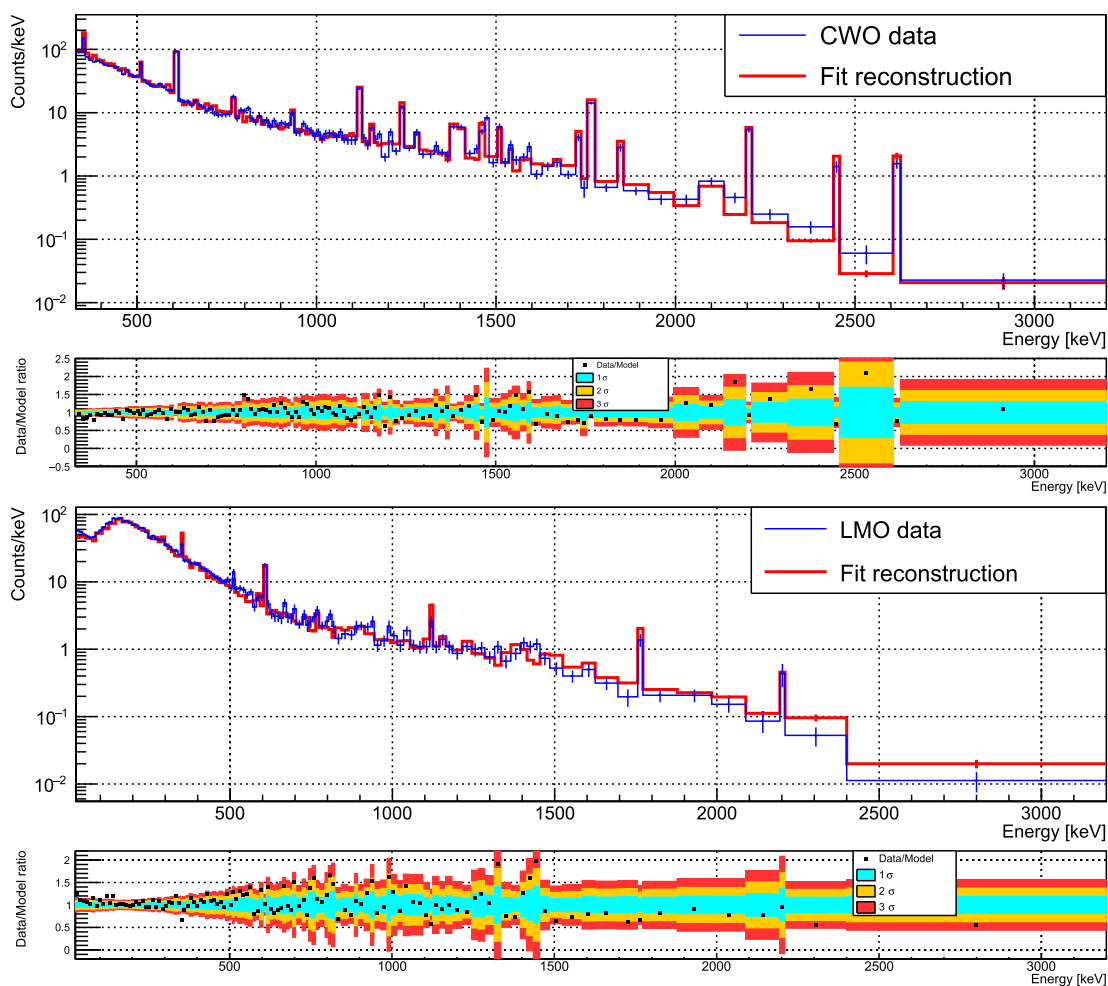 Counts/keV
10²
10
1
10⁻¹
10⁻²
CWO data
Fit reconstruction
500
1000
1500
2000
2500
3000
Energy [keV]
Data/Model ratio
2.5
2
1.5
1
0.5
0
−0.5
Data/Model
1 σ
2 σ
3 σ
500
1000
1500
2000
2500
3000
Energy [keV]
Counts/keV
10²
10
1
10⁻¹
10⁻²
LMO data
Fit reconstruction
500
1000
1500
2000
2500
3000
Energy [keV]
Data/Model ratio
2
1.5
1
0.5
0
Data/Model
1 σ
2 σ
3 σ
500
1000
1500
2000
2500
3000
Energy [keV]